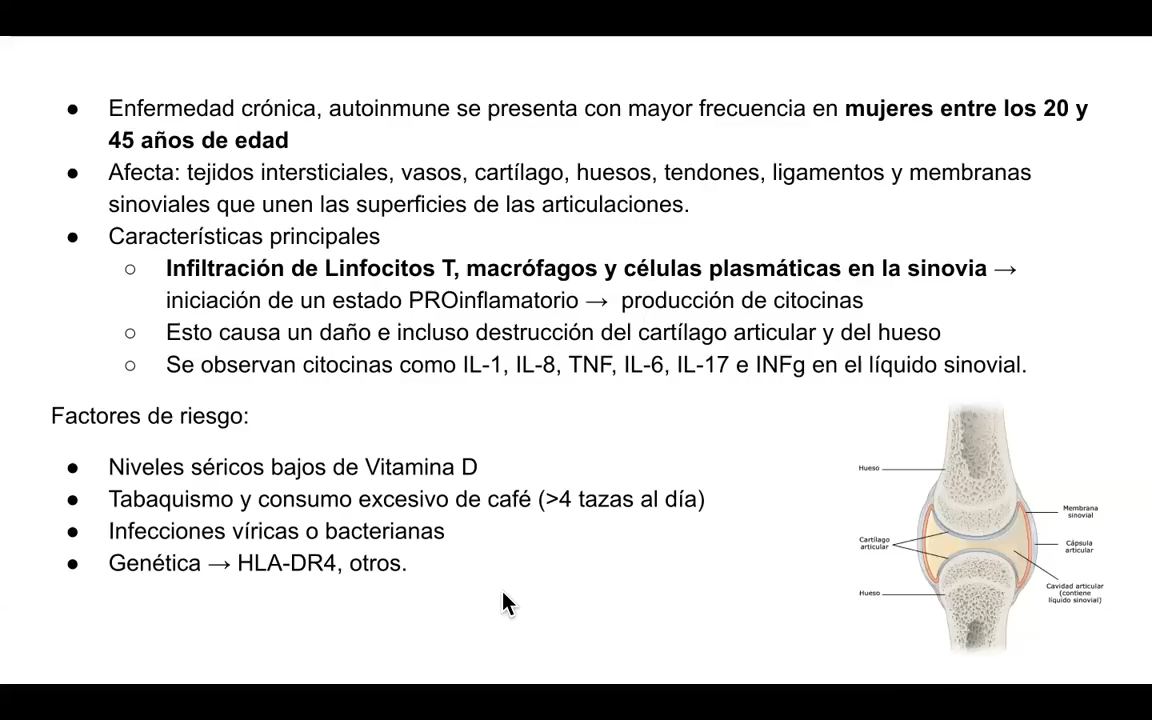 ● Enfermedad crónica, autoinmune se presenta con mayor frecuencia en mujeres entre los 20 y
45 años de edad
● Afecta: tejidos intersticiales, vasos, cartílago, huesos, tendones, ligamentos y membranas
sinoviales que unen las superficies de las articulaciones.
● Características principales
○ Infiltración de Linfocitos T, macrófagos y células plasmáticas en la sinovia →
iniciación de un estado PROinflamatorio → producción de citocinas
○ Esto causa un daño e incluso destrucción del cartílago articular y del hueso
○ Se observan citocinas como IL-1, IL-8, TNF, IL-6, IL-17 e INFg en el líquido sinovial.
Factores de riesgo:
● Niveles séricos bajos de Vitamina D
● Tabaquismo y consumo excesivo de café (>4 tazas al día)
● Infecciones víricas o bacterianas
● Genética → HLA-DR4, otros.
Hueso
Membrana
sinovial
Cartílago
articular
Cápsula
articular
Hueso
Cavidad articular
(contiene
líquido sinovial)